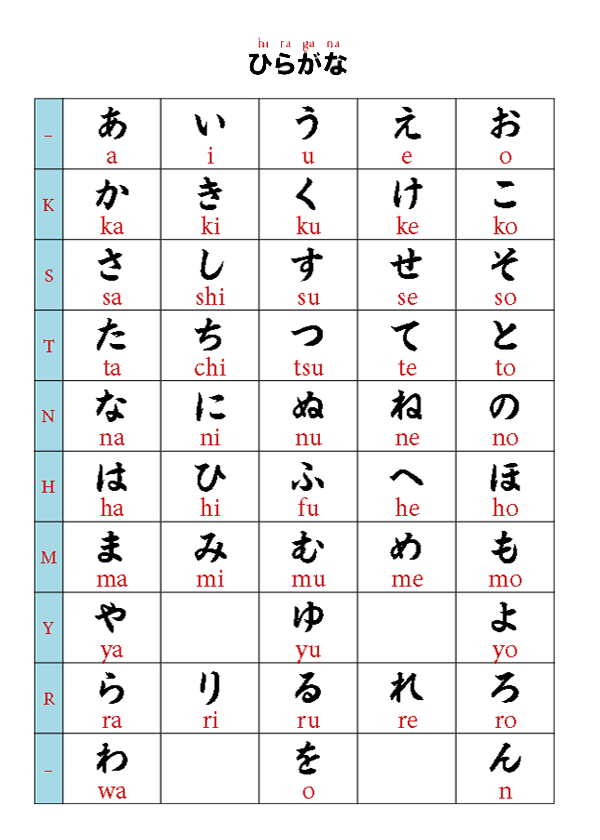 hi ra ga na
ひらがな
– あ い う え お
a i u e o
K か き く け こ
ka ki ku ke ko
S さ し す せ そ
sa shi su se so
T た ち つ て と
ta chi tsu te to
N な に ぬ ね の
na ni nu ne no
H は ひ ふ へ ほ
ha hi fu he ho
M ま み む め も
ma mi mu me mo
Y や ゆ よ
ya yu yo
R ら り る れ ろ
ra ri ru re ro
– わ を ん
wa o n